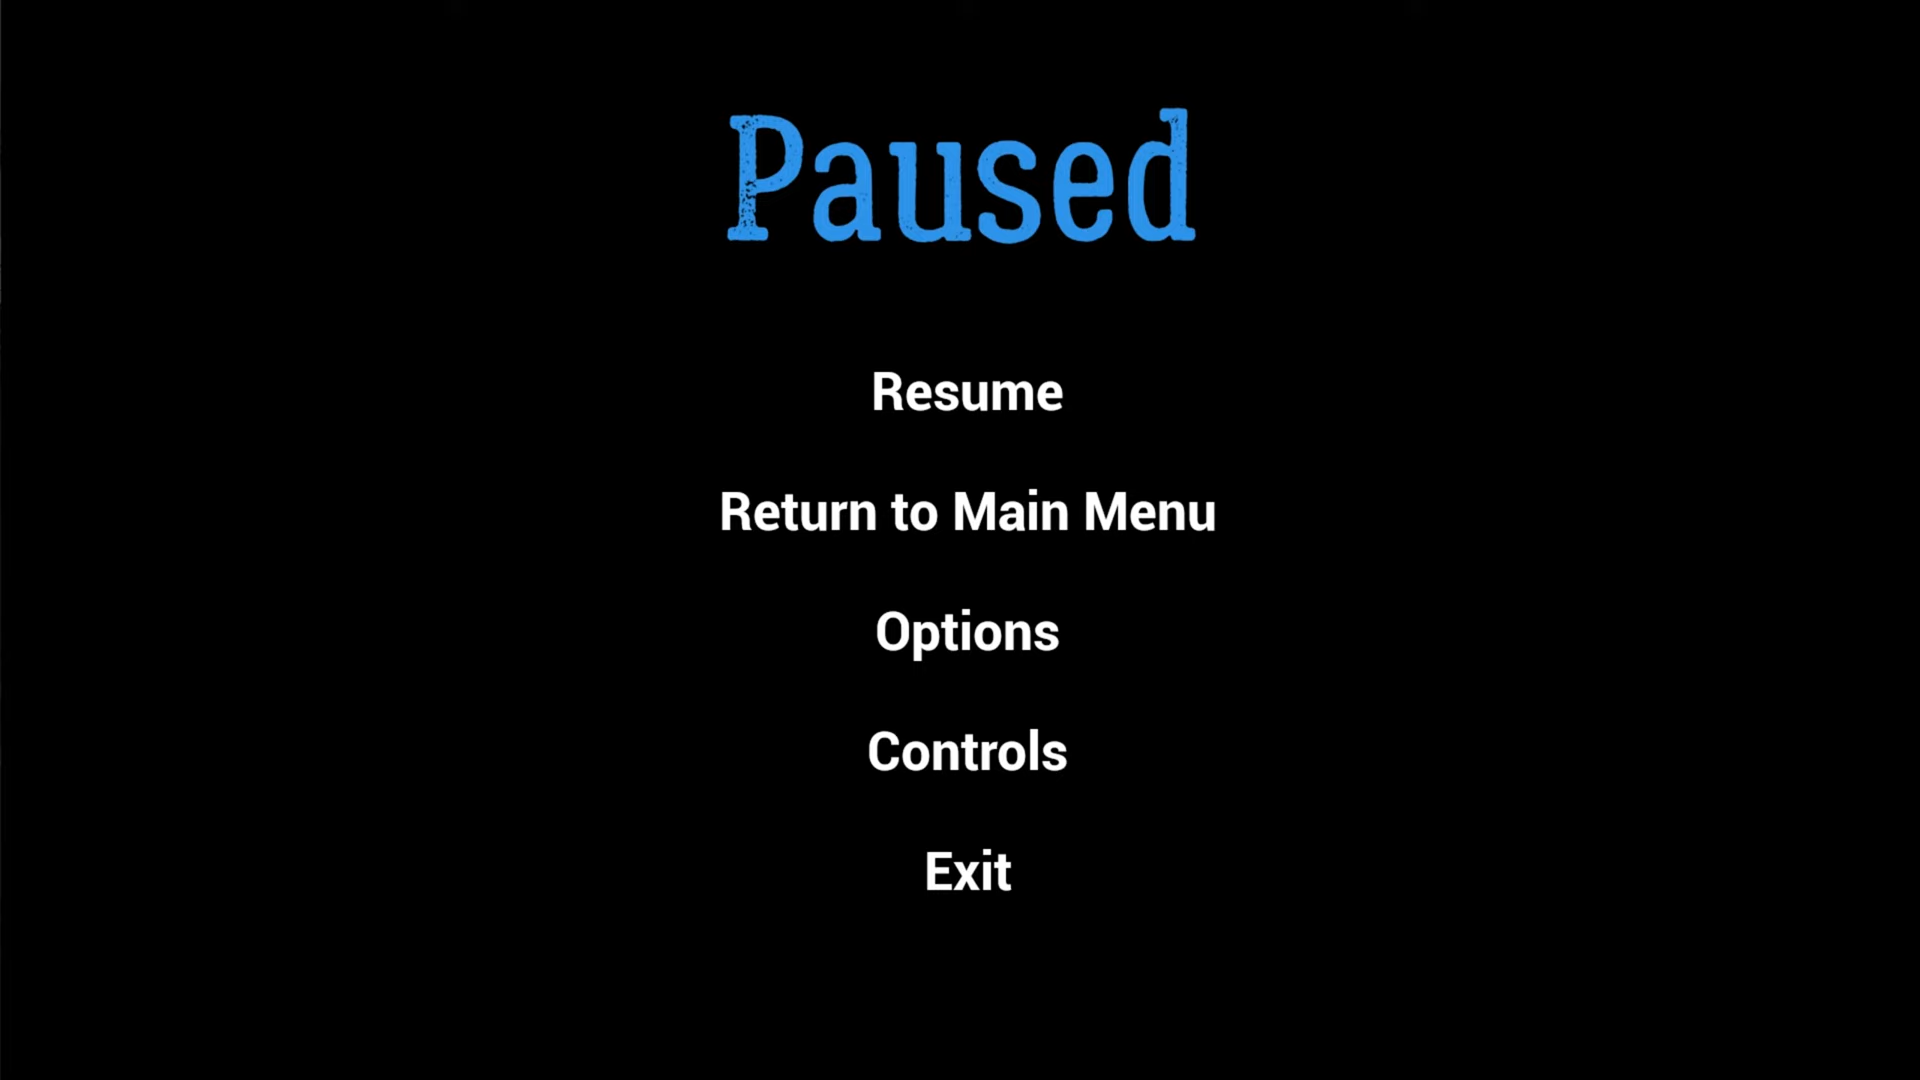 Paused
Resume
Return to Main Menu
Options
Controls
Exit